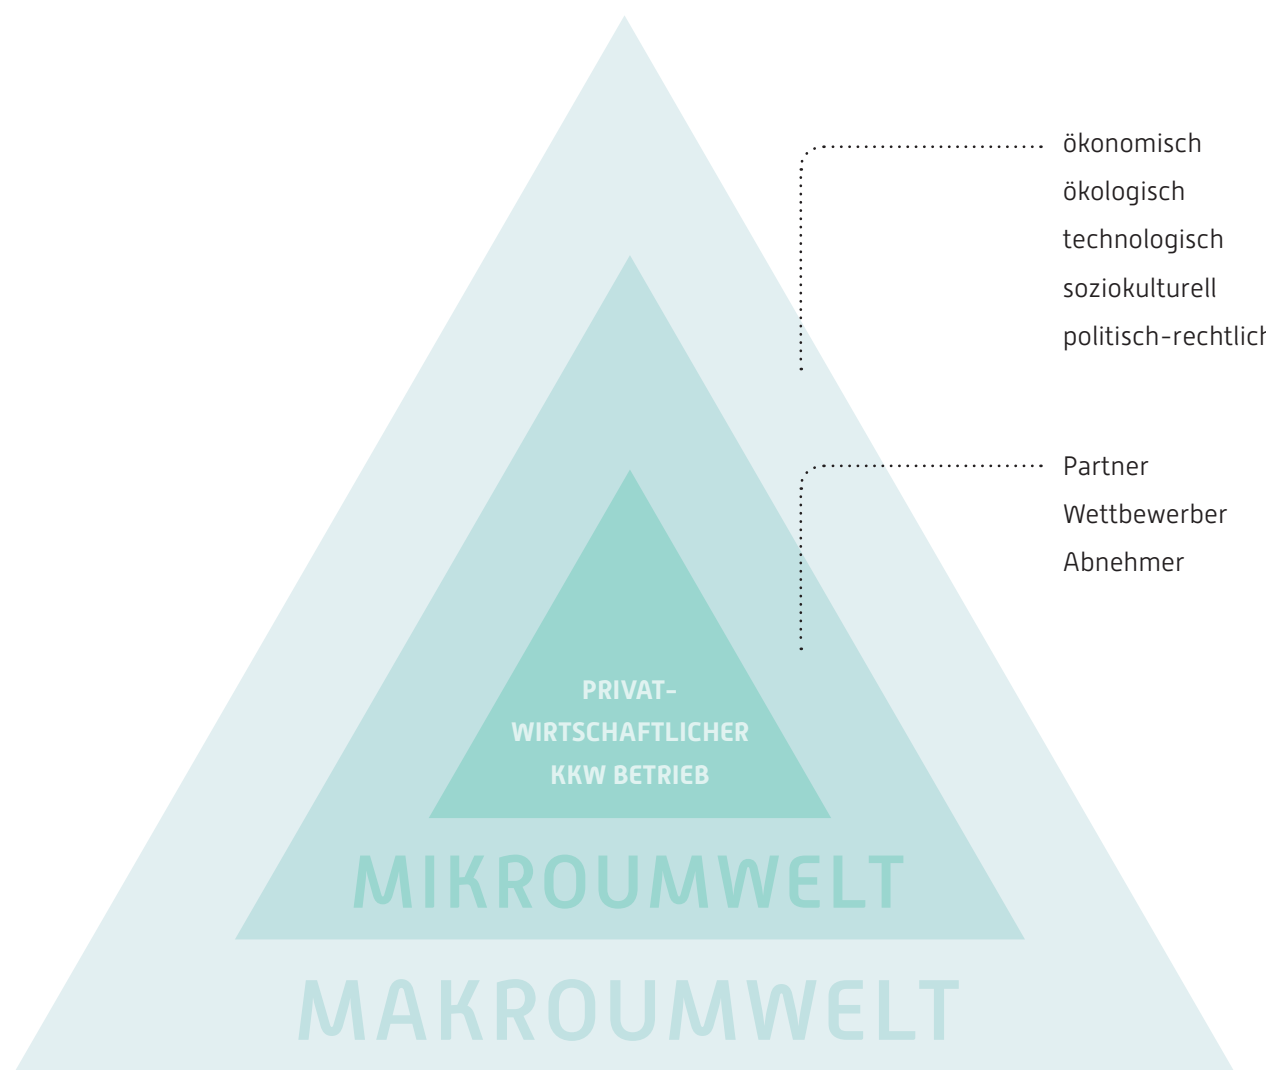 ökonomisch
ökologisch
technologisch
soziokulturell
politisch-rechtlich
Partner
Wettbewerber
Abnehmer
PRIVAT-
WIRTSCHAFTLICHER
KKW BETRIEB
MIKROUMWELT
MAKROUMWELT